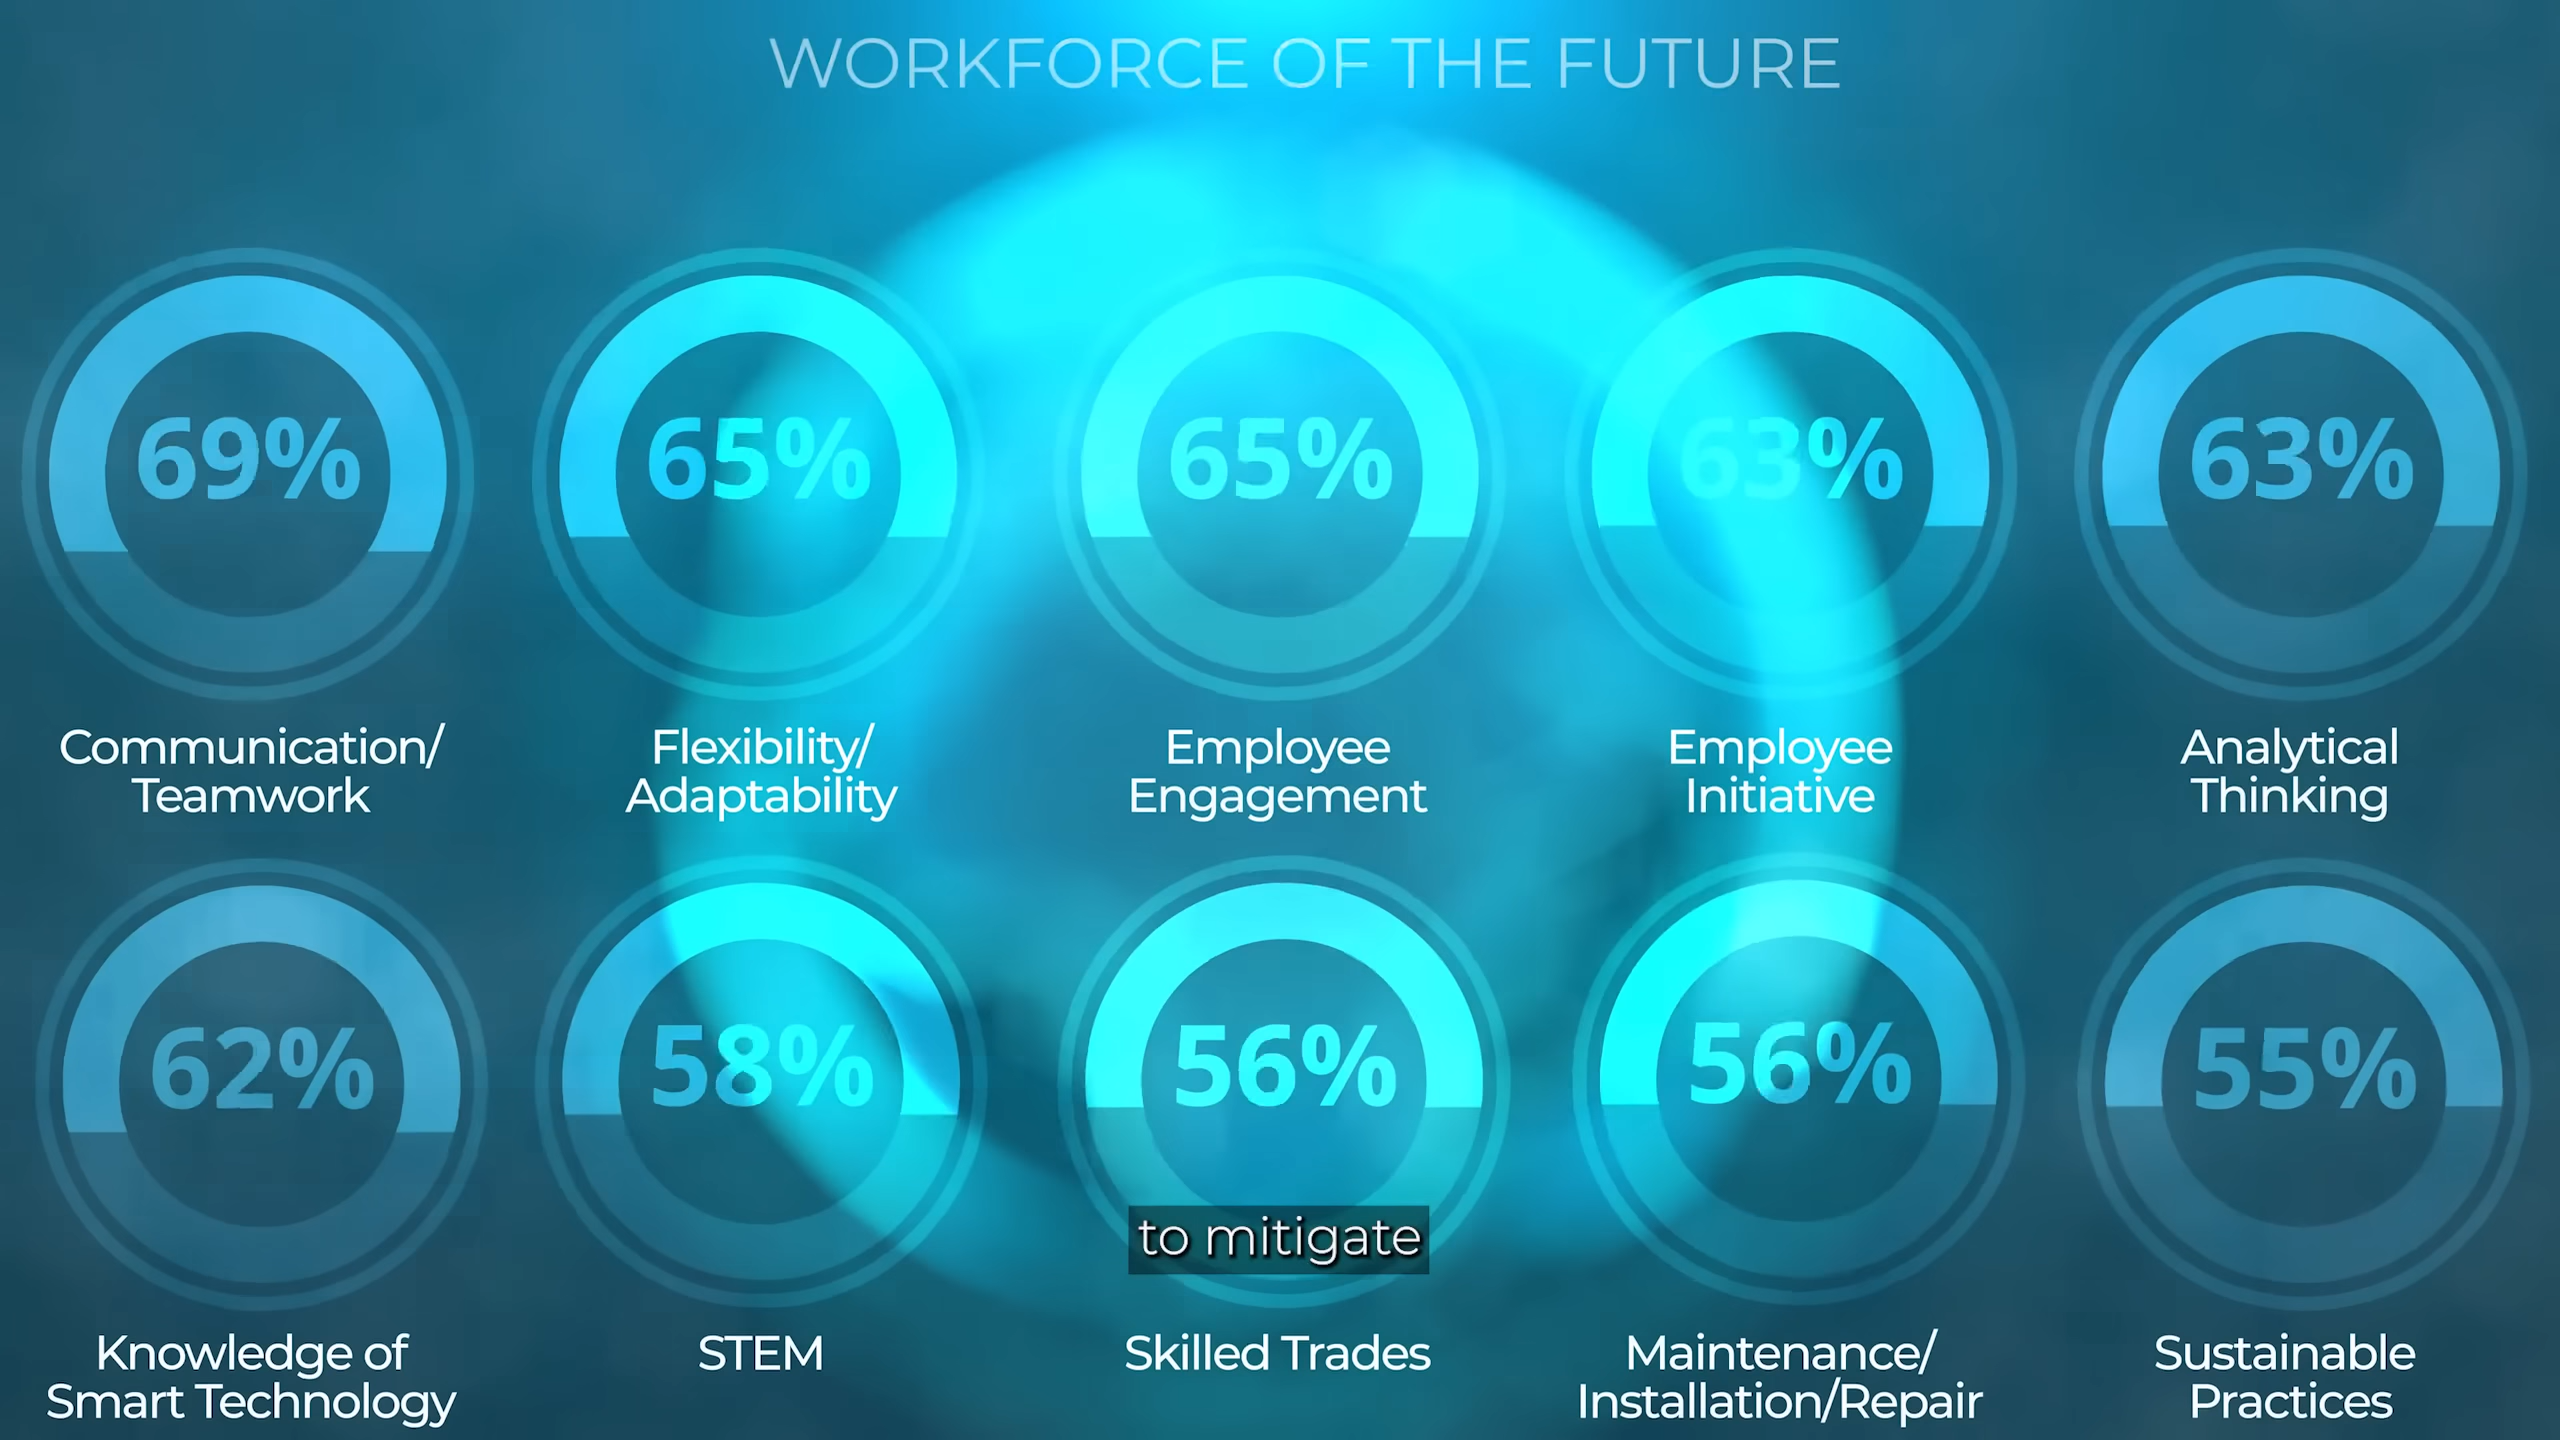 WORKFORCE OF THE FUTURE
69%
65%
65%
63%
63%
Communication/
Teamwork
Flexibility/
Adaptability
Employee
Engagement
Employee
Initiative
Analytical
Thinking
62%
58%
56%
56%
55%
to mitigate
Knowledge of
Smart Technology
STEM
Skilled Trades
Maintenance/
Installation/Repair
Sustainable
Practices